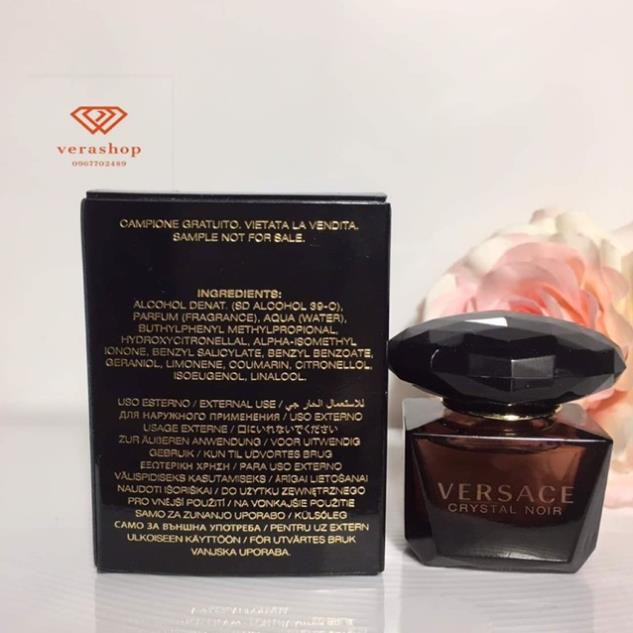 verashop
0967702489
CAMPIONE GRATUITO. VIETATA LA VENDITA.
SAMPLE NOT FOR SALE.
INGREDIENTS:
ALCOHOL DENAT. (SD ALCOHOL 39-C),
PARFUM (FRAGRANCE), AQUA (WATER),
BUTHYLPHENYL METHYLPROPIONAL,
HYDROXYCITRONELLAL, ALPHA-ISOMETHYL
IONONE, BENZYL SALICYLATE, BENZYL BENZOATE,
GERANIOL, LIMONENE, COUMARIN, CITRONELLOL,
ISOEUGENOL, LINALOOL.
USO ESTERNO / EXTERNAL USE / للاستعمال الخارجي /
ДЛЯ НАРУЖНОГО ПРИМЕНЕНИЯ / USO EXTERNO
USAGE EXTERNE / 口にいれないでください
ZUR ÄUßEREN ANWENDUNG / VOOR UITWENDIG
GEBRUIK / KUN TIL UDVORTES BRUG
ΕΞΩΤΕΡΙΚΗ ΧΡΗΣΗ / PARA USO EXTERNO
VÄLISPIDISEKS KASUTAMISEKS / ĀRĪGAI LIETOŠANAI
NAUDOTI IŠORIŠKAI / DO UŻYTKU ZEWNĘTRZNEGO
PRO VNĚJŠÍ POUŽITÍ / NA VONKAJŠIE POUŽITIE
SAMO ZA ZUNANJO UPORABO / KÜLSŐLEG
САМО ЗА ВЪНШНА УПОТРЕБА / PENTRU UZ EXTERN
ULKOISEEN KÄYTTÖÖN / FÖR UTVÄRTES BRUK
VANJSKA UPORABA.
VERSACE
CRYSTAL NOIR